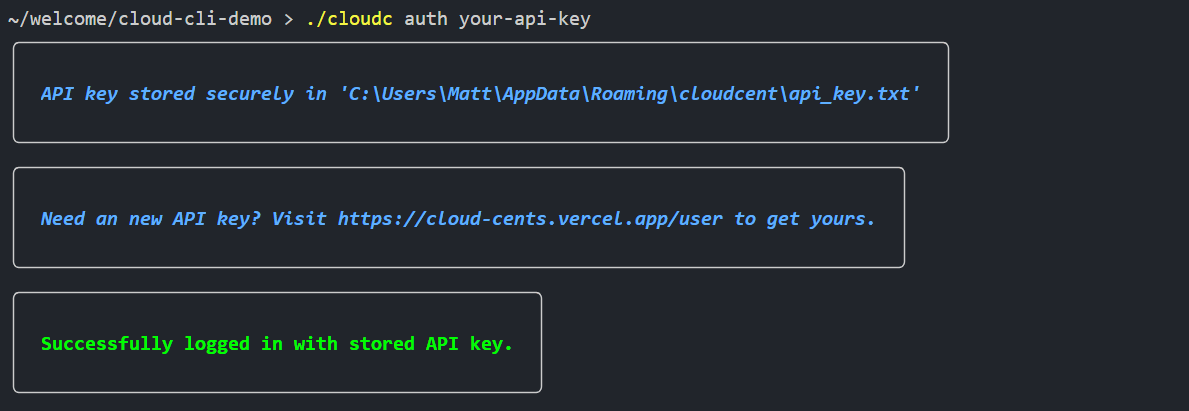 ~/welcome/cloud-cli-demo > ./cloudc auth your-api-key
API key stored securely in 'C:\Users\Matt\AppData\Roaming\cloudcent\api_key.txt'
Need an new API key? Visit https://cloud-cents.vercel.app/user to get yours.
Successfully logged in with stored API key.